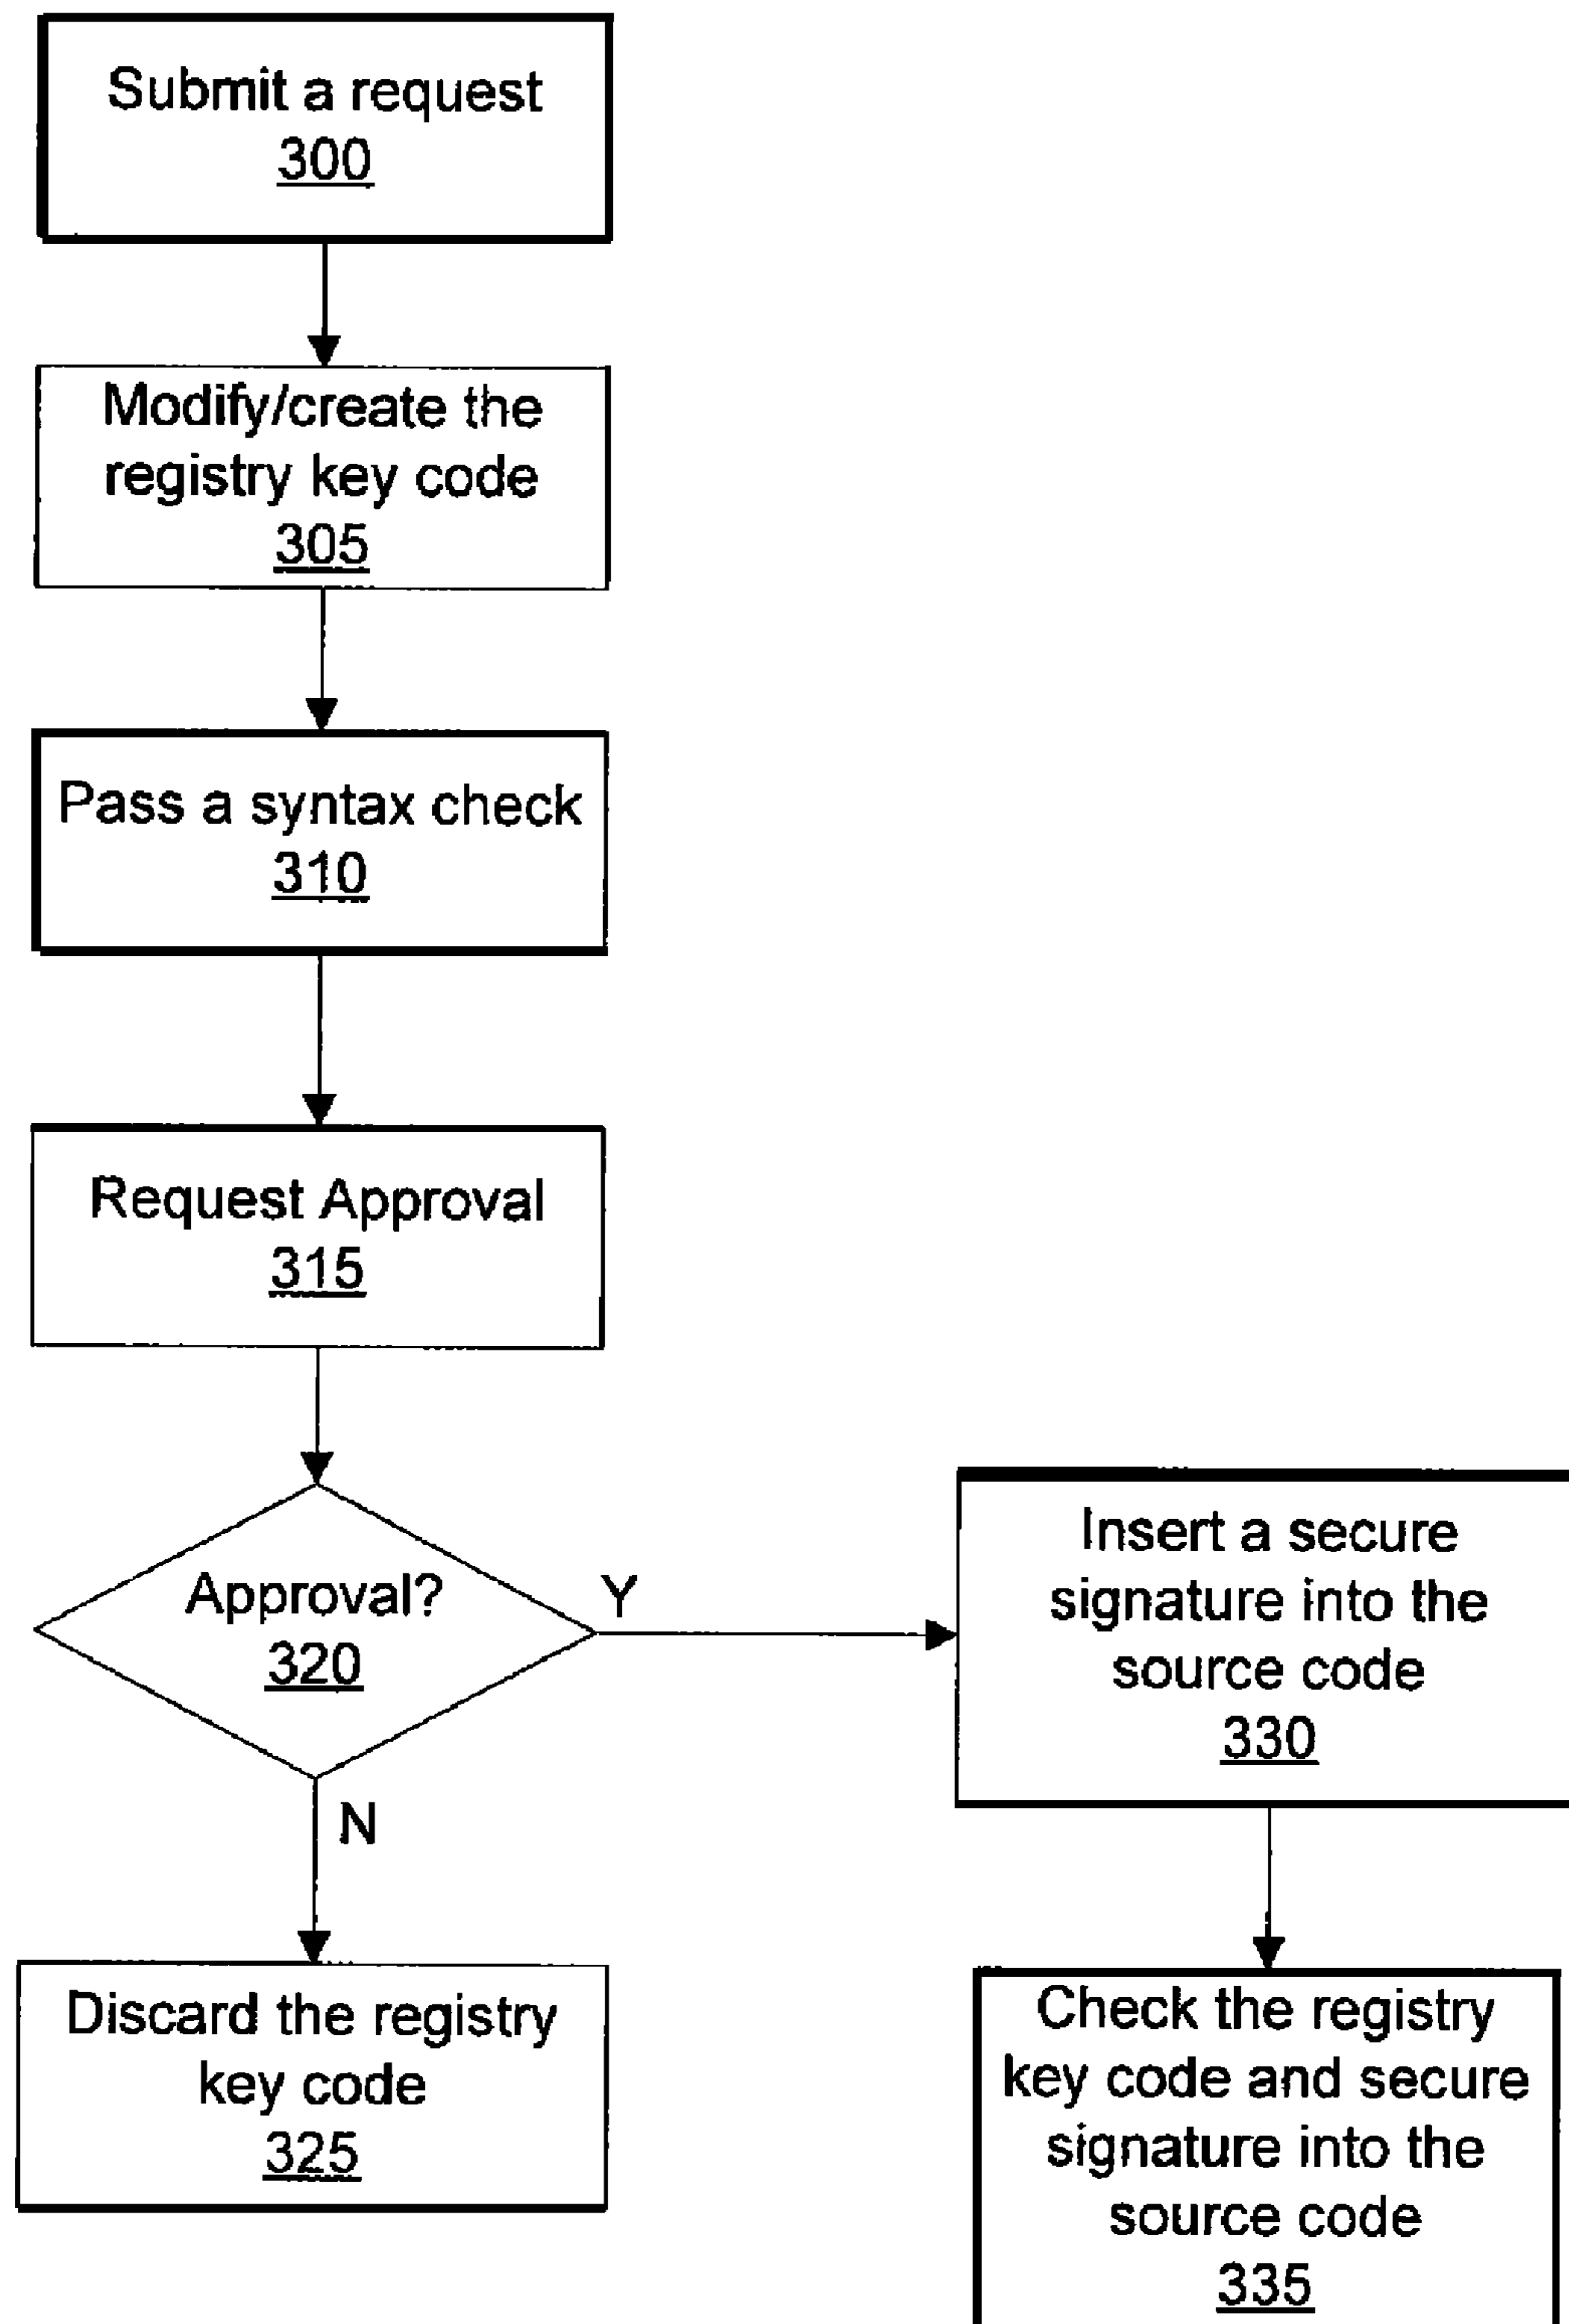 Submit a request
300
Modify/create the
registry key code
305
Pass a syntax check
310
Request Approval
315
Approval?
320
Y
N
Discard the registry
key code
325
Insert a secure
signature into the
source code
330
Check the registry
key code and secure
signature into the
source code
335